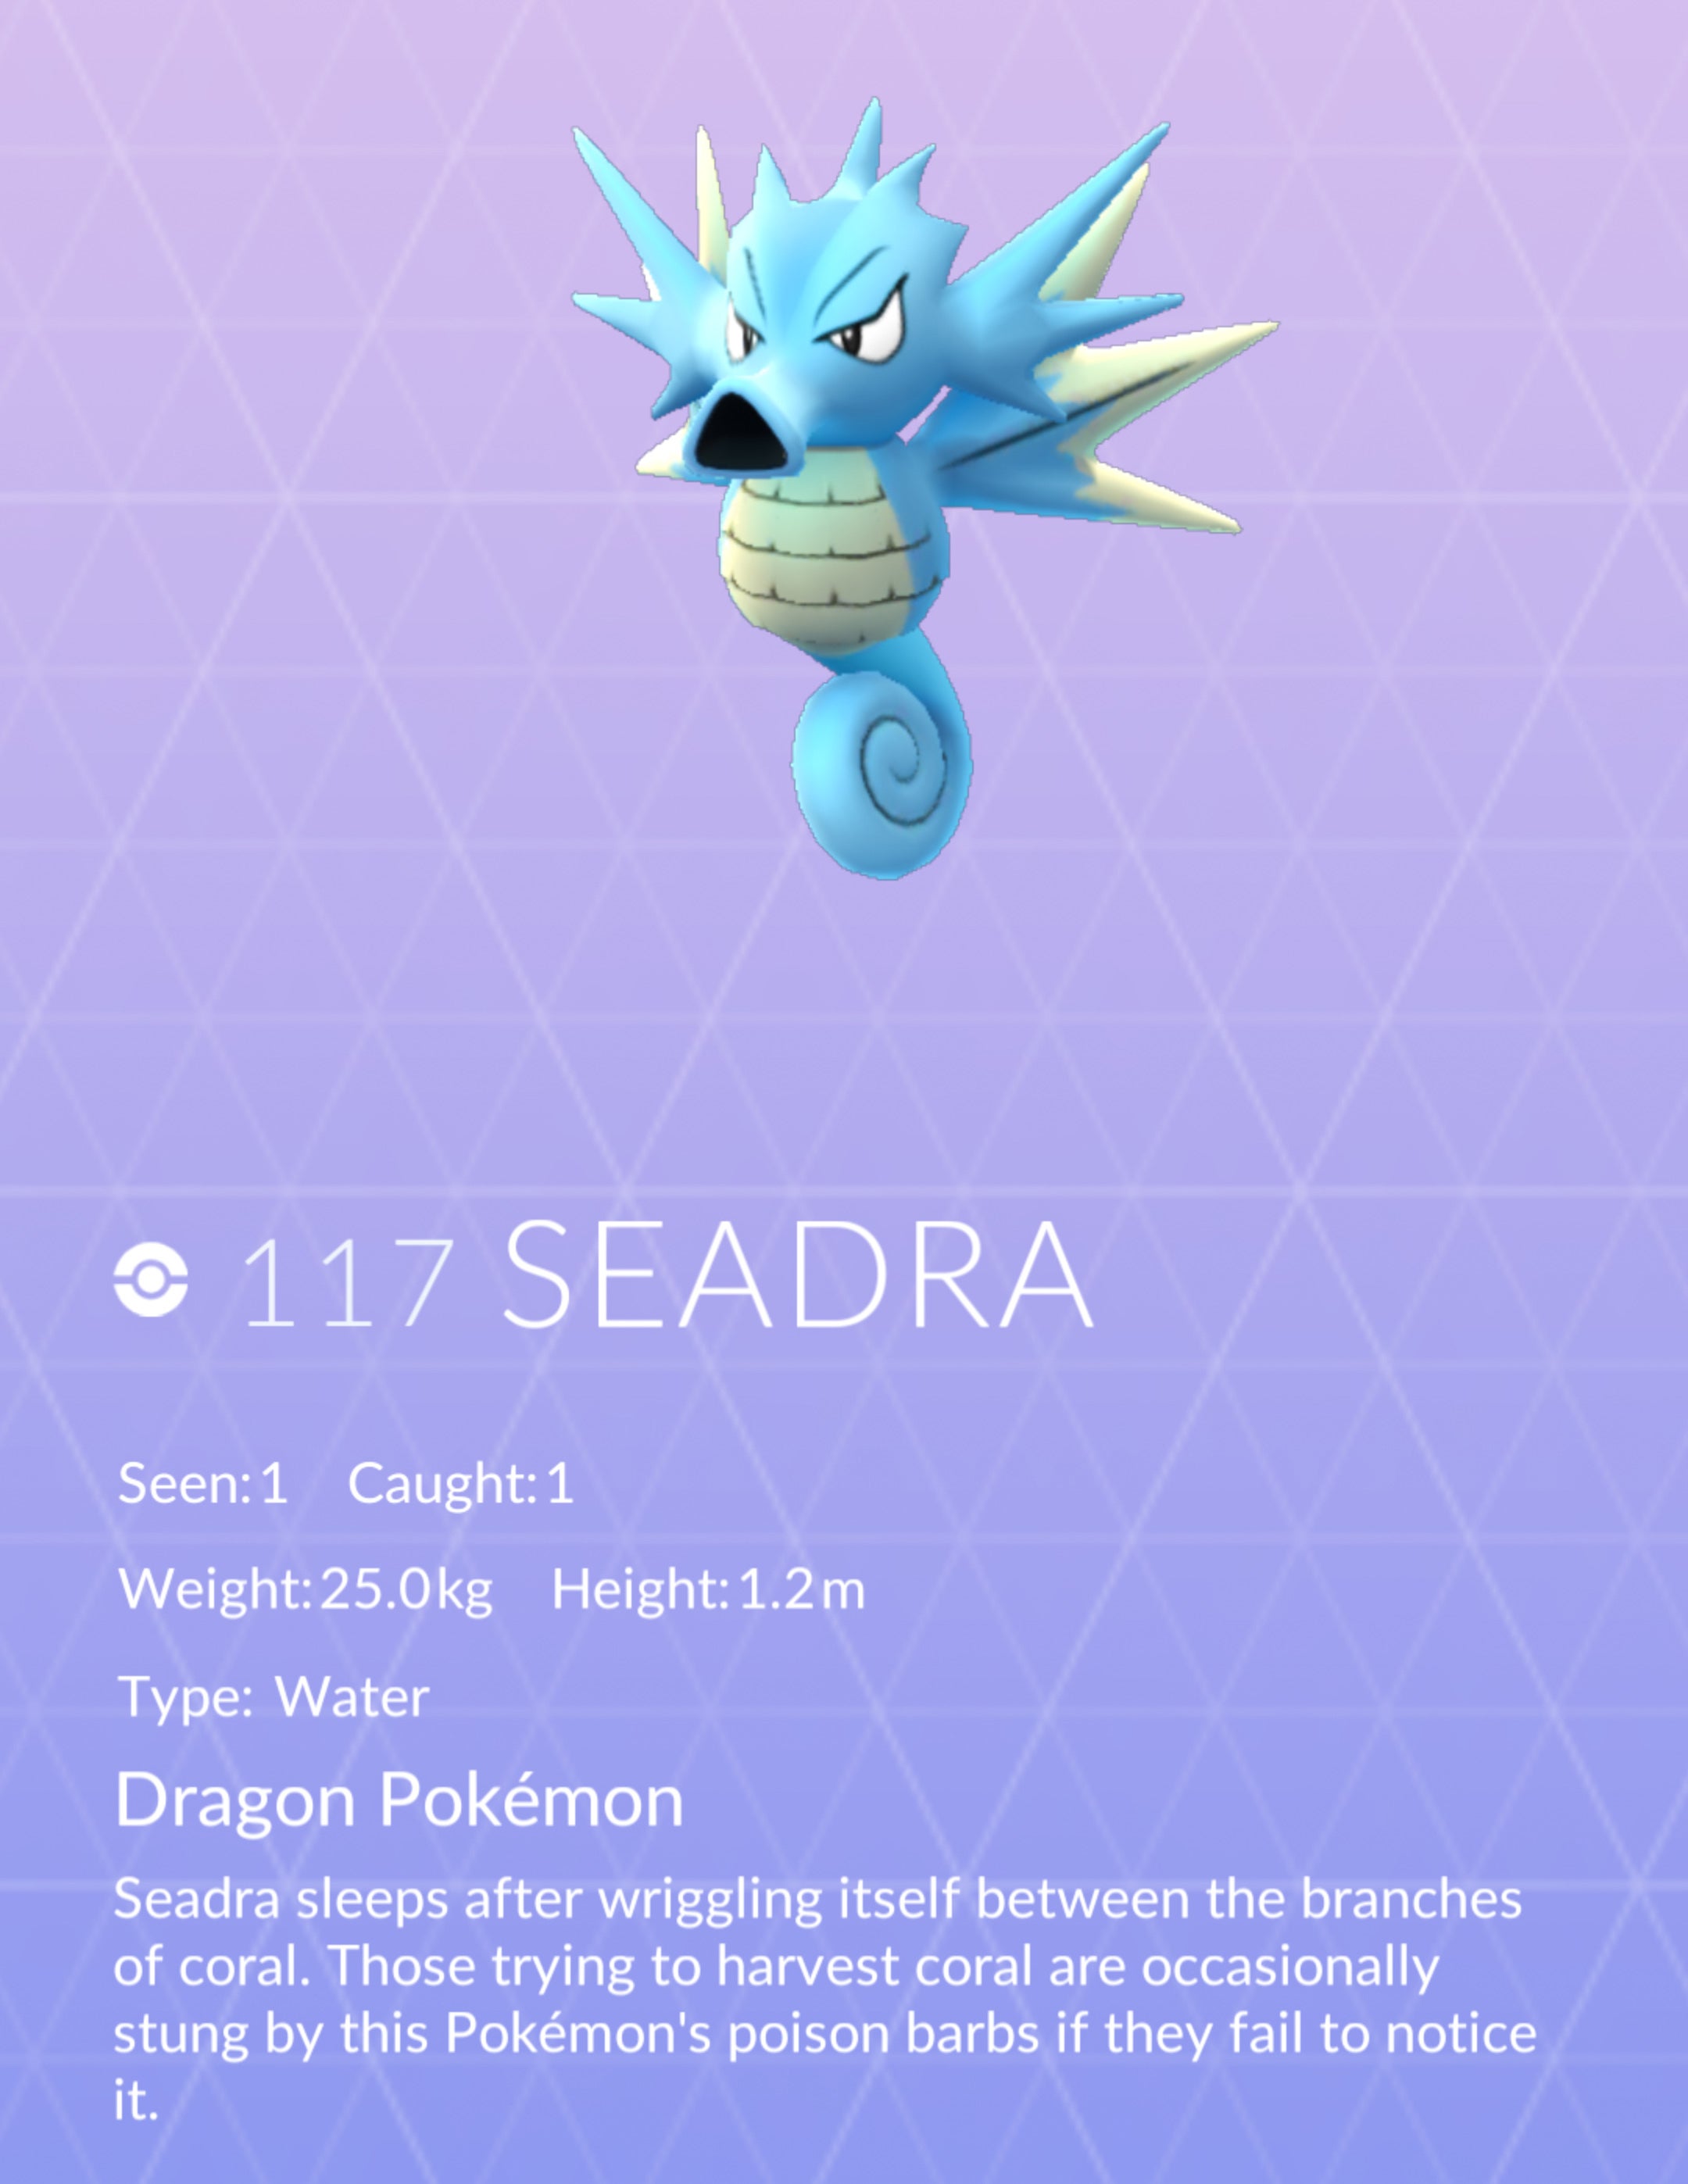 117 SEADRA
Seen: 1 Caught: 1
Weight: 25.0 kg Height: 1.2 m
Type: Water
Dragon Pokémon
Seadra sleeps after wriggling itself between the branches
of coral. Those trying to harvest coral are occasionally
stung by this Pokémon's poison barbs if they fail to notice
it.